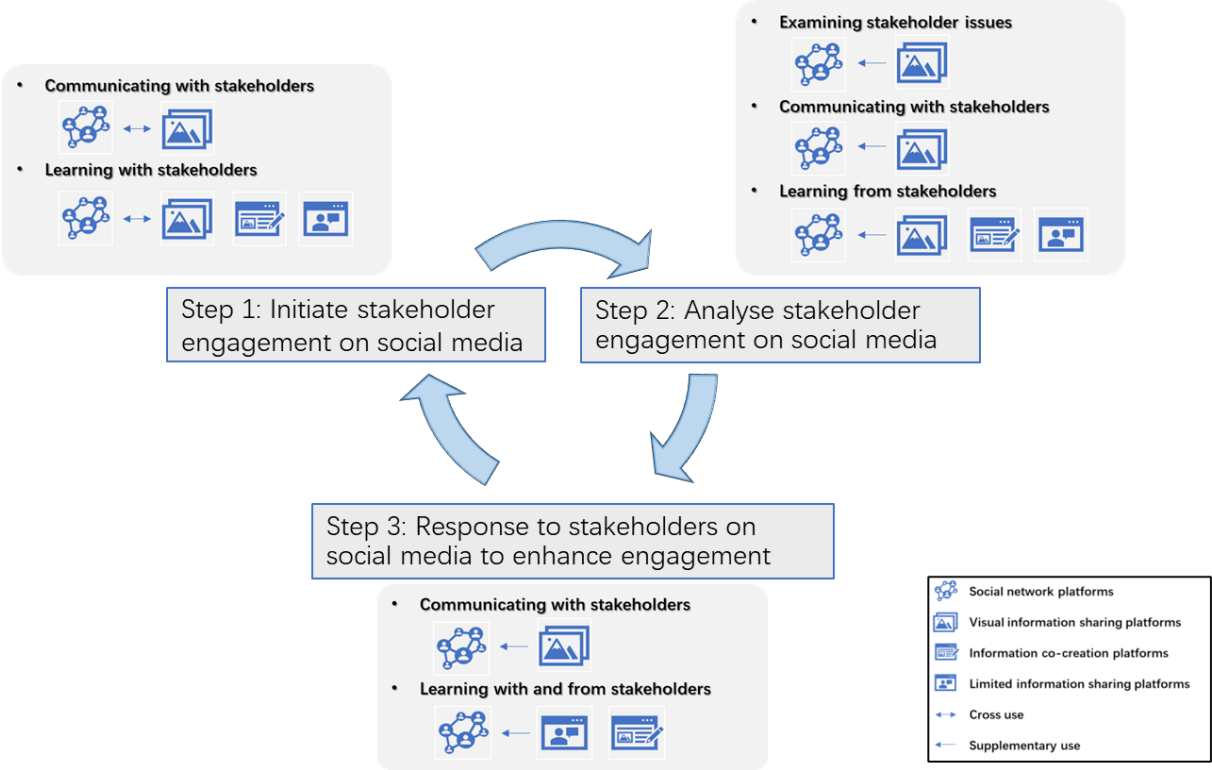 • Communicating with stakeholders
• Learning with stakeholders
• Examining stakeholder issues
• Communicating with stakeholders
• Learning from stakeholders
Step 1: Initiate stakeholder
engagement on social media
Step 2: Analyse stakeholder
engagement on social media
Step 3: Response to stakeholders on
social media to enhance engagement
• Communicating with stakeholders
• Learning with and from stakeholders
Social network platforms
Visual information sharing platforms
Information co-creation platforms
Limited information sharing platforms
Cross use
Supplementary use